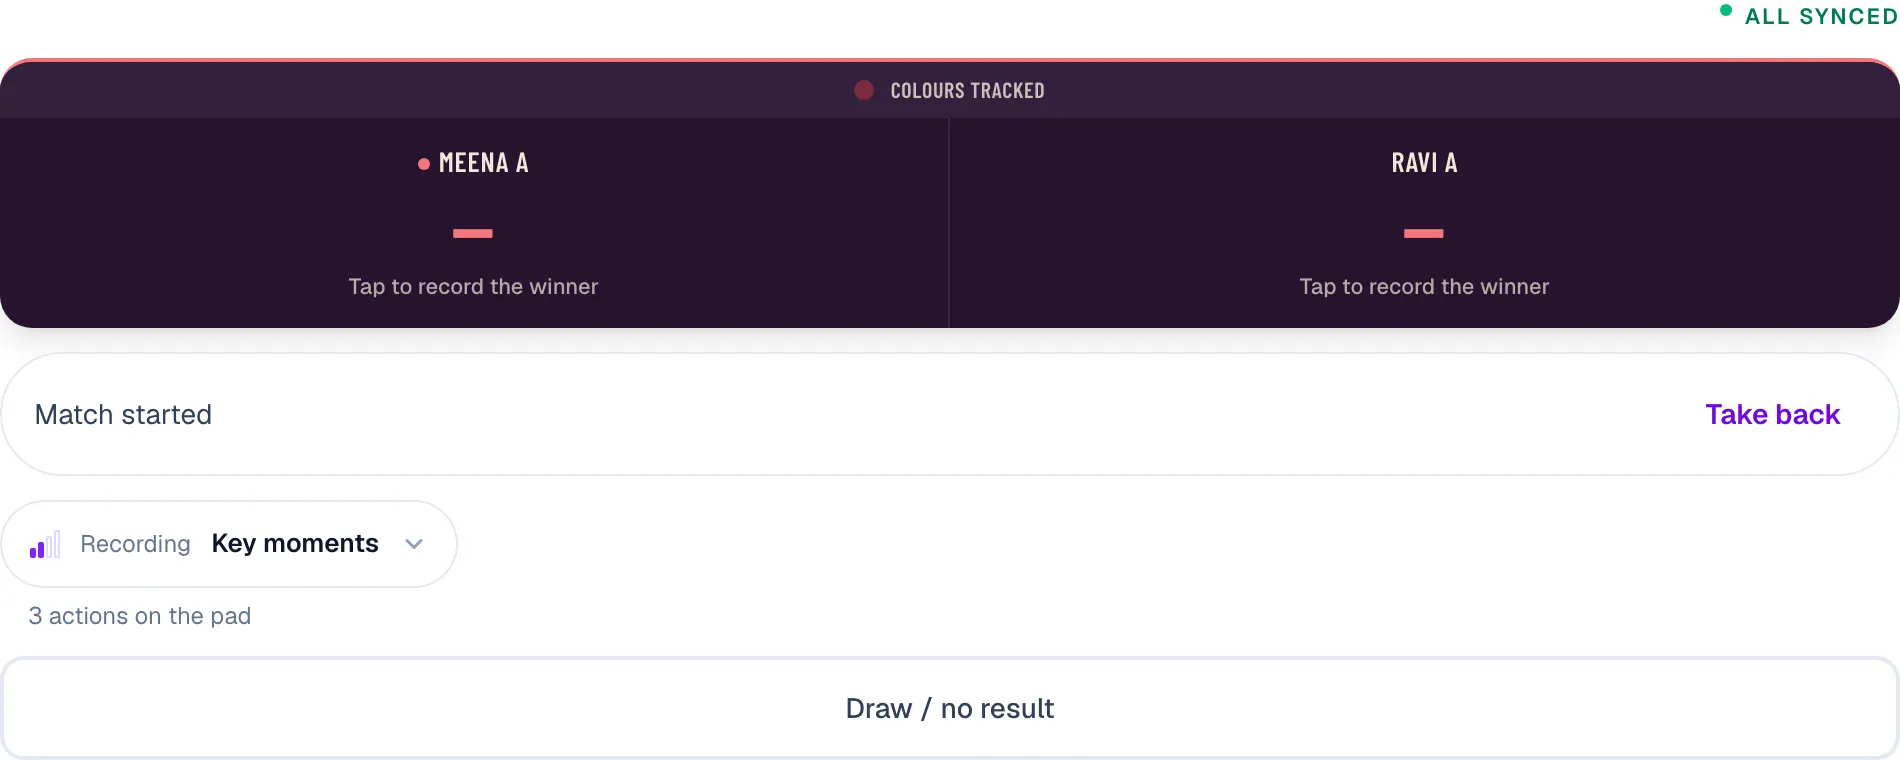 ALL SYNCED
COLOURS TRACKED
MEENA A
RAVI A
Tap to record the winner
Tap to record the winner
Match started
Take back
Recording Key moments
3 actions on the pad
Draw / no result